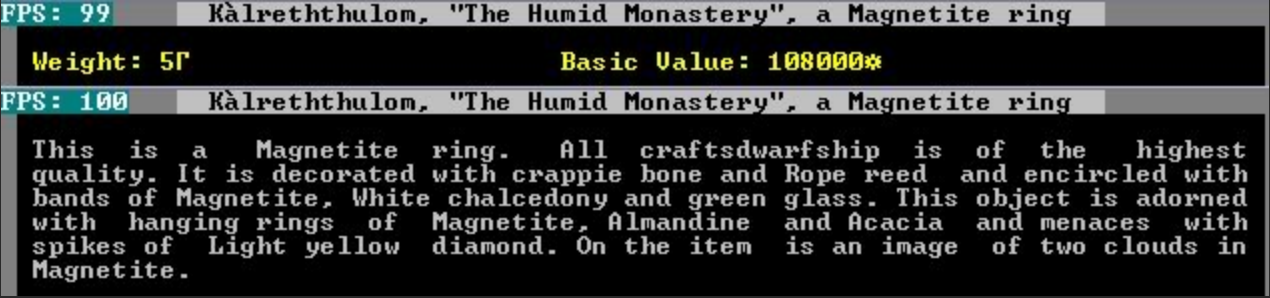 FPS: 99 Kàlreththulom, "The Humid Monastery", a Magnetite ring
Weight: 5Γ Basic Value: 108000☼
FPS: 100 Kàlreththulom, "The Humid Monastery", a Magnetite ring
This is a Magnetite ring. All craftsdwarfship is of the highest
quality. It is decorated with crappie bone and Rope reed and encircled with
bands of Magnetite, White chalcedony and green glass. This object is adorned
with hanging rings of Magnetite, Almandine and Acacia and menaces with
spikes of Light yellow diamond. On the item is an image of two clouds in
Magnetite.